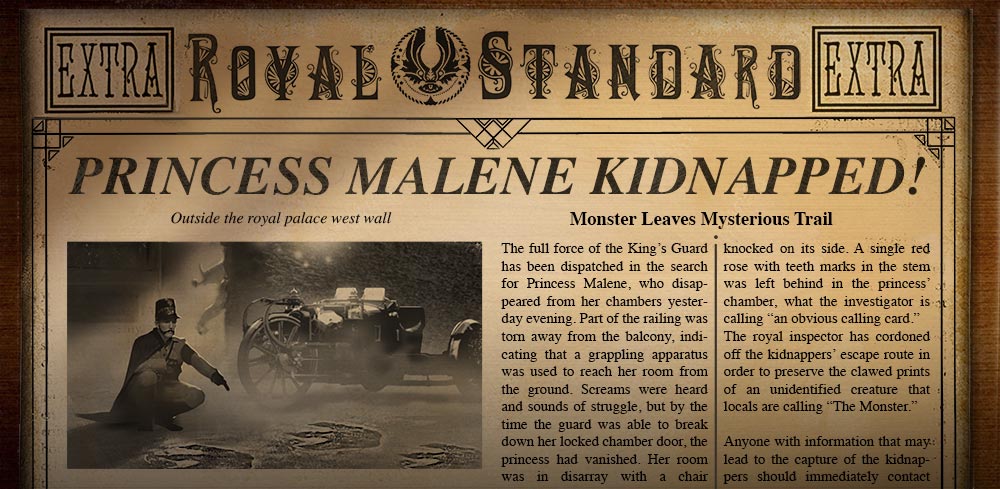 EXTRA ROYAL STANDARD EXTRA
PRINCESS MALENE KIDNAPPED!
Outside the royal palace west wall
Monster Leaves Mysterious Trail
The full force of the King's Guard
has been dispatched in the search
for Princess Malene, who disap-
peared from her chambers yester-
day evening. Part of the railing was
torn away from the balcony, indi-
cating that a grappling apparatus
was used to reach her room from
the ground. Screams were heard
and sounds of struggle, but by the
time the guard was able to break
down her locked chamber door, the
princess had vanished. Her room
was in disarray with a chair
knocked on its side. A single red
rose with teeth marks in the stem
was left behind in the princess'
chamber, what the investigator is
calling “an obvious calling card.”
The royal inspector has cordoned
off the kidnappers' escape route in
order to preserve the clawed prints
of an unidentified creature that
locals are calling “The Monster.”
Anyone with information that may
lead to the capture of the kidnap-
pers should immediately contact